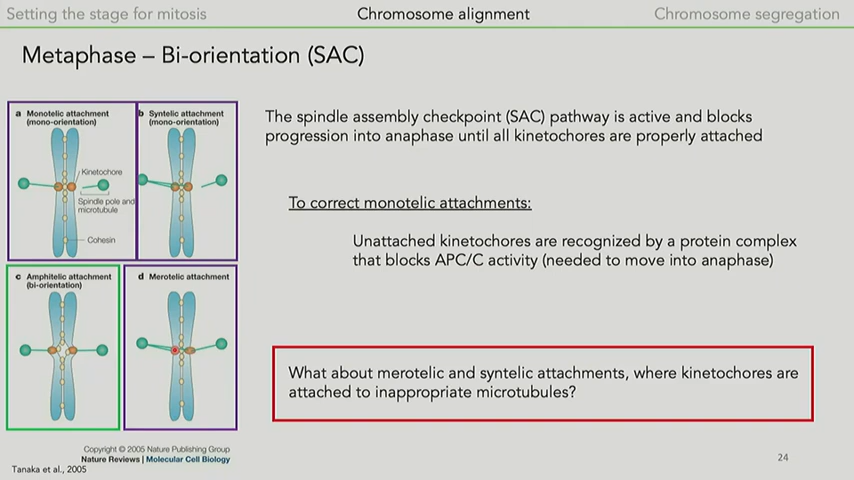 Setting the stage for mitosis
Chromosome alignment
Chromosome segregation
Metaphase – Bi-orientation (SAC)
a Monotelic attachment
(mono-orientation)
Kinetochore
Spindle pole and
microtubule
Cohesin
b Syntelic attachment
(mono-orientation)
c Amphitelic attachment
(bi-orientation)
d Merotelic attachment
Copyright © 2005 Nature Publishing Group
Nature Reviews | Molecular Cell Biology
Tanaka et al., 2005
The spindle assembly checkpoint (SAC) pathway is active and blocks
progression into anaphase until all kinetochores are properly attached
To correct monotelic attachments:
Unattached kinetochores are recognized by a protein complex
that blocks APC/C activity (needed to move into anaphase)
What about merotelic and syntelic attachments, where kinetochores are
attached to inappropriate microtubules?
24